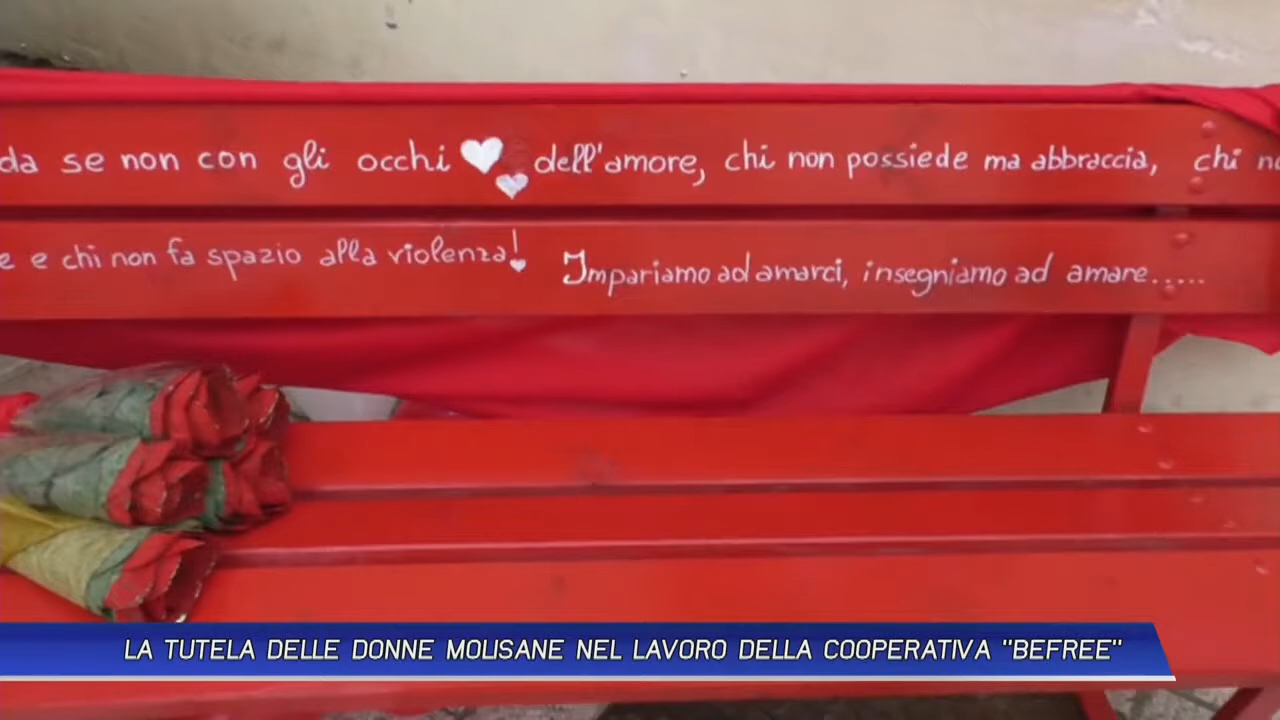 da se non con gli occhi dell'amore, chi non possiede ma abbraccia, chi
e e chi non fa spazio alla violenza! Impariamo ad amarci, insegniamo ad amare.....
LA TUTELA DELLE DONNE MOLISANE NEL LAVORO DELLA COOPERATIVA "BEFREE"